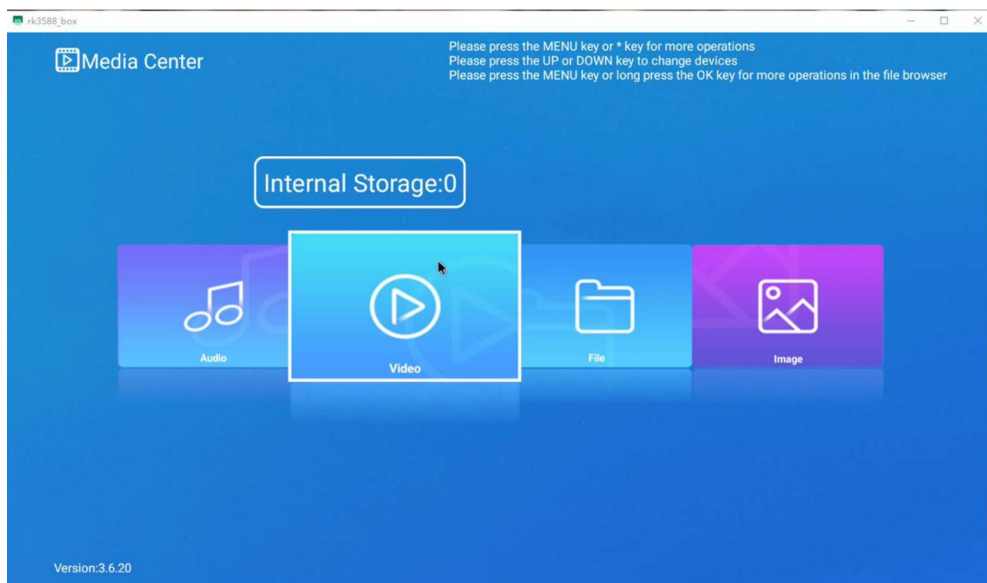 rk3588_box
Media Center
Please press the MENU key or * key for more operations
Please press the UP or DOWN key to change devices
Please press the MENU key or long press the OK key for more operations in the file browser
Internal Storage:0
Audio
Video
File
Image
Version:3.6.20